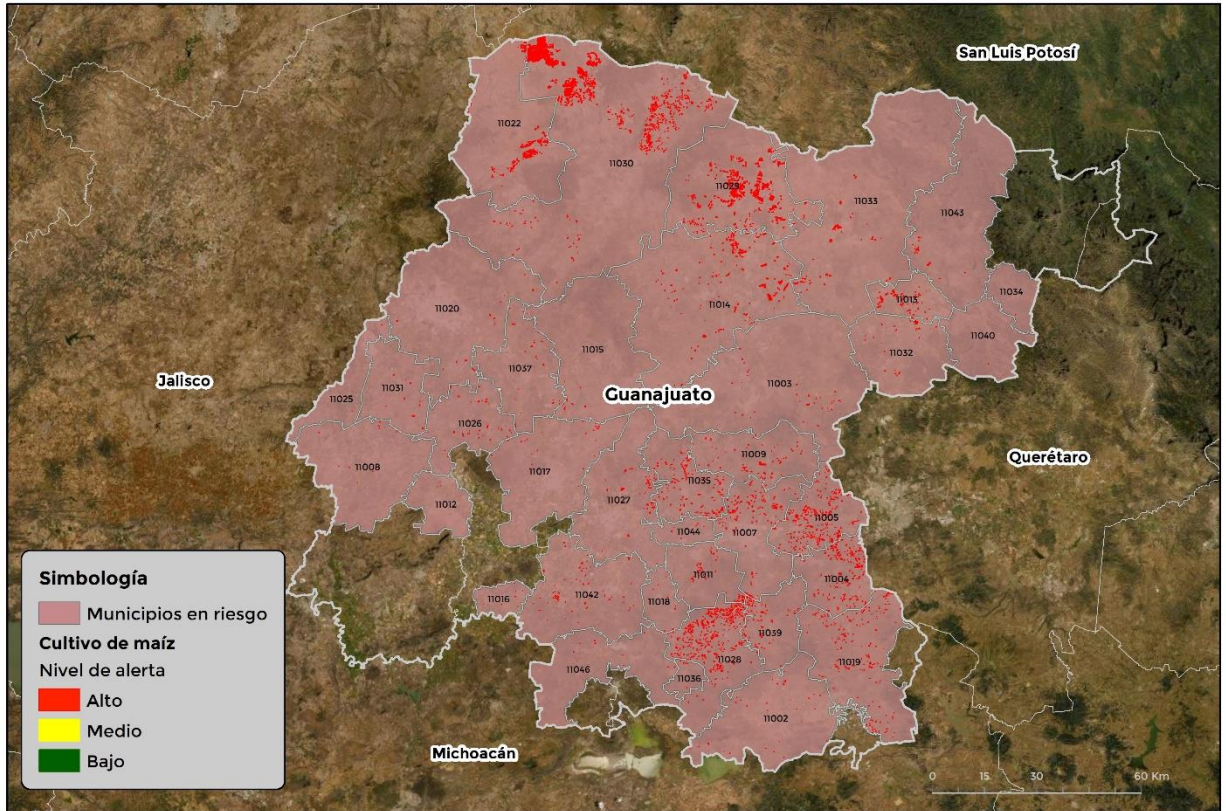 San Luis Potosí
11022
11030
11029
11033
11043
11034
11013
11014
11020
11040
11032
11015
11037
Jalisco
11031
11025
Guanajuato
11003
11026
11009
Querétaro
11008
11017
11035
11027
11012
11005
11044
11007
11011
11004
11042
11016
11018
11039
11028
11019
11046
11036
11002
Michoacán
Simbología
Municipios en riesgo
Cultivo de maíz
Nivel de alerta
Alto
Medio
Bajo
0 15 30 60 Km